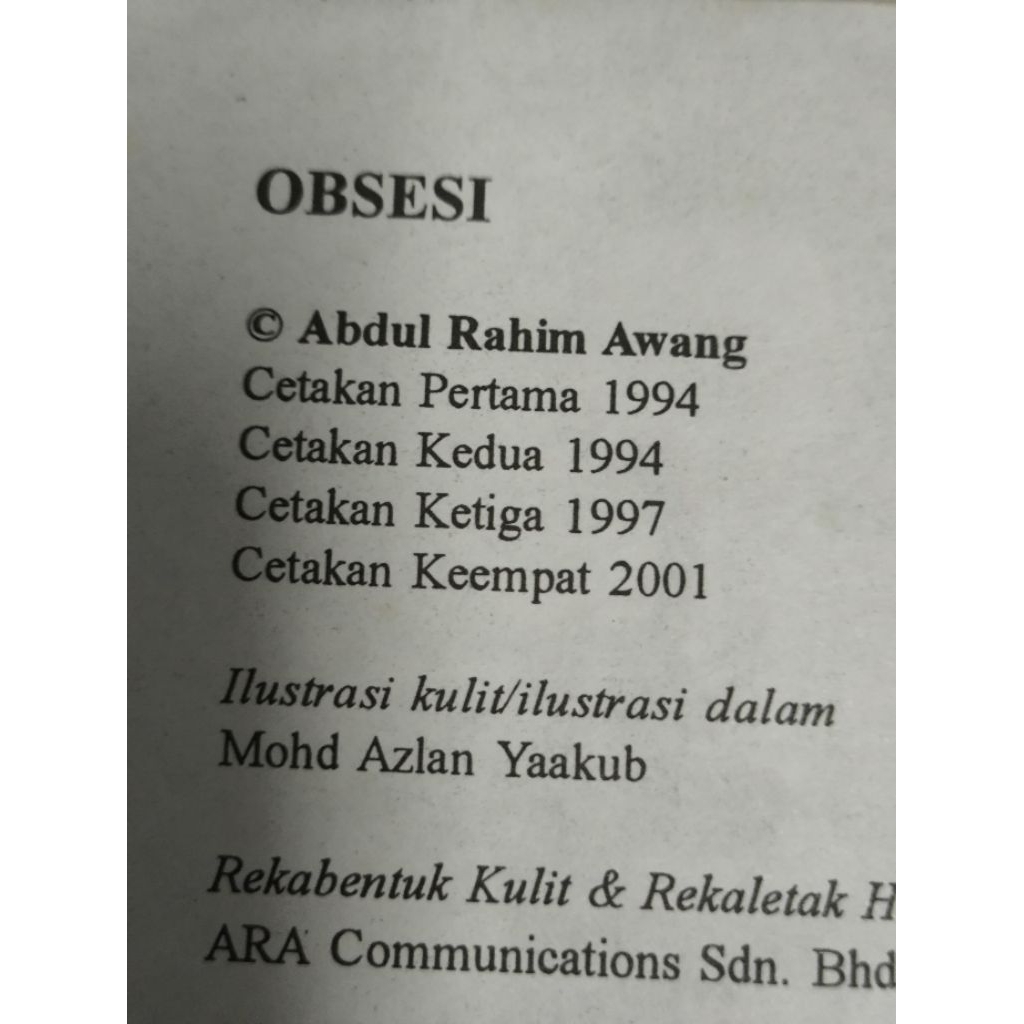 OBSESI
© Abdul Rahim Awang
Cetakan Pertama 1994
Cetakan Kedua 1994
Cetakan Ketiga 1997
Cetakan Keempat 2001
Ilustrasi kulit/ilustrasi dalam
Mohd Azlan Yaakub
Rekabentuk Kulit & Rekaletak
ARA Communications Sdn. Bhd